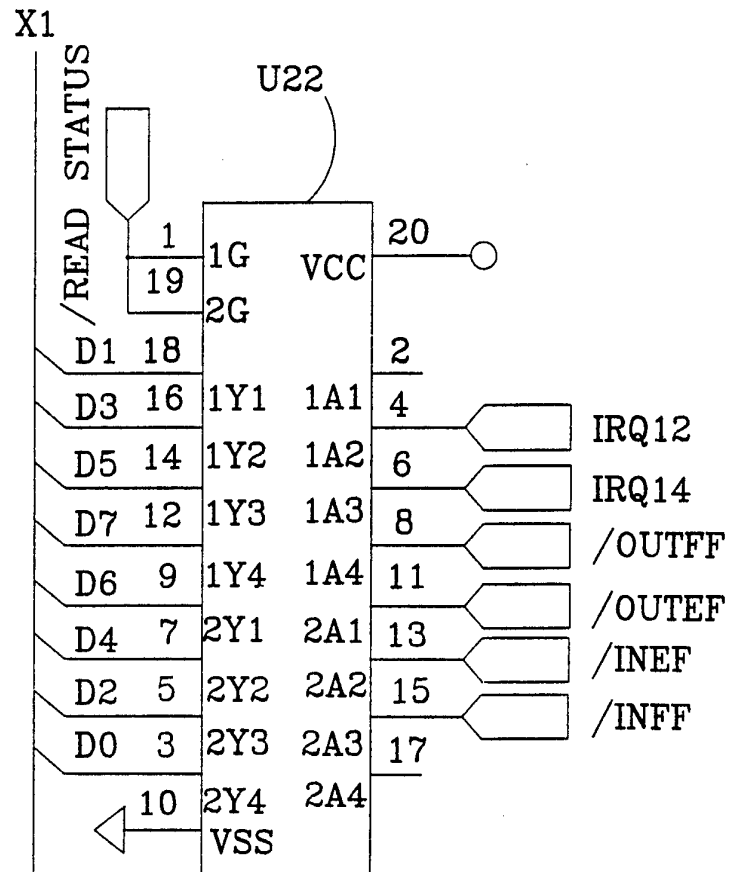 X1
/READ STATUS
U22
1 1G VCC 20
19 2G
D1 18 2
D3 16 1Y1 1A1 4 IRQ12
D5 14 1Y2 1A2 6 IRQ14
D7 12 1Y3 1A3 8 /OUTFF
D6 9 1Y4 1A4 11 /OUTEF
D4 7 2Y1 2A1 13 /INEF
D2 5 2Y2 2A2 15 /INFF
D0 3 2Y3 2A3 17
10 2Y4 2A4
VSS